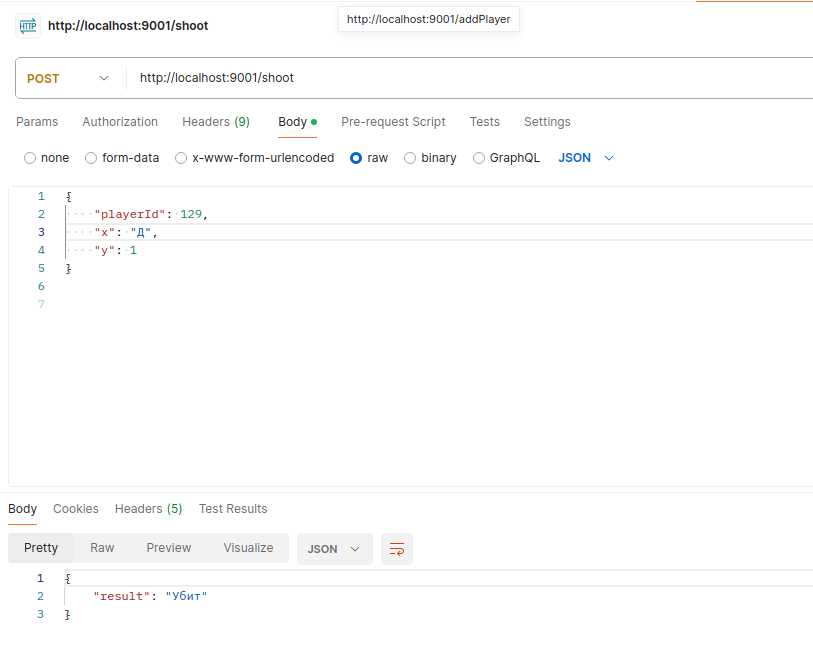 HTTP http://localhost:9001/shoot
http://localhost:9001/addPlayer
POST http://localhost:9001/shoot
Params Authorization Headers (9) Body Pre-request Script Tests Settings
none form-data x-www-form-urlencoded raw binary GraphQL JSON
1 {
2 "playerId": 129,
3 "x": "Д",
4 "y": 1
5 }
6
7
Body Cookies Headers (5) Test Results
Pretty Raw Preview Visualize JSON
1 {
2 "result": "Убит"
3 }